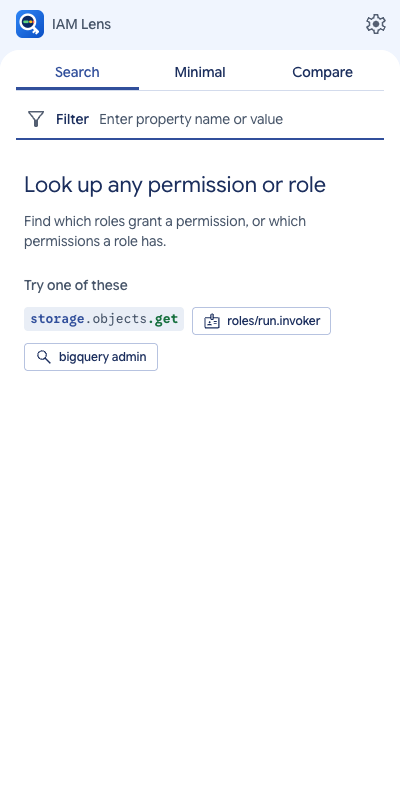 IAM Lens
Search Minimal Compare
Filter Enter property name or value
Look up any permission or role
Find which roles grant a permission, or which
permissions a role has.
Try one of these
storage.objects.get roles/run.invoker
bigquery admin